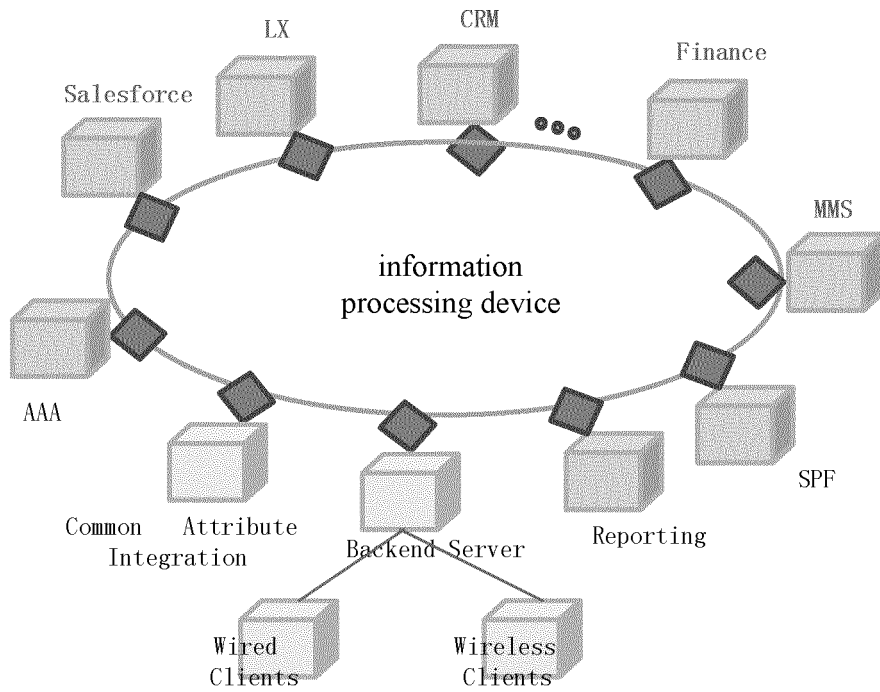 LX
CRM
Finance
Salesforce
MMS
information
processing device
AAA
SPF
Common Attribute
Integration
Backend Server
Reporting
Wired
Clients
Wireless
Clients